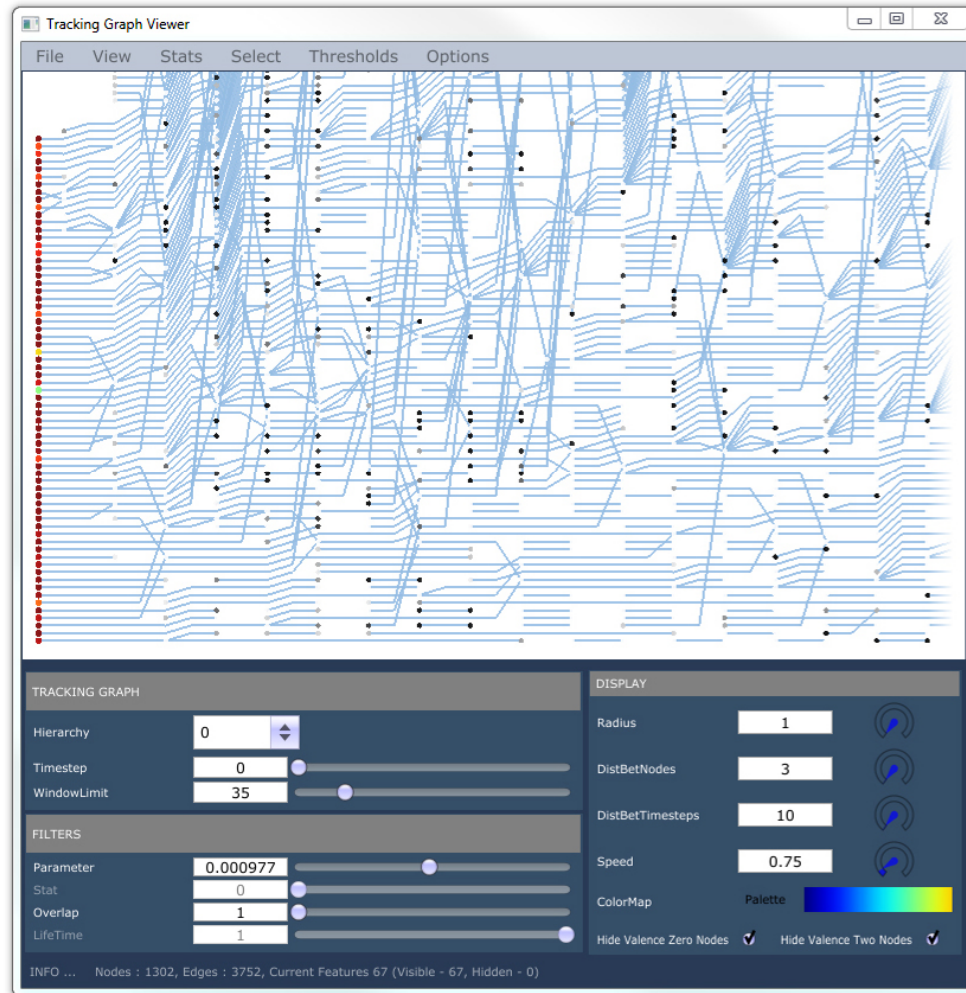 Tracking Graph Viewer
File View Stats Select Thresholds Options
TRACKING GRAPH
Hierarchy 0
Timestep 0
WindowLimit 35
FILTERS
Parameter 0.000977
Stat 0
Overlap 1
LifeTime 1
DISPLAY
Radius 1
DistBetNodes 3
DistBetTimesteps 10
Speed 0.75
ColorMap Palette
Hide Valence Zero Nodes Hide Valence Two Nodes
INFO ... Nodes : 1302, Edges : 3752, Current Features 67 (Visible - 67, Hidden - 0)